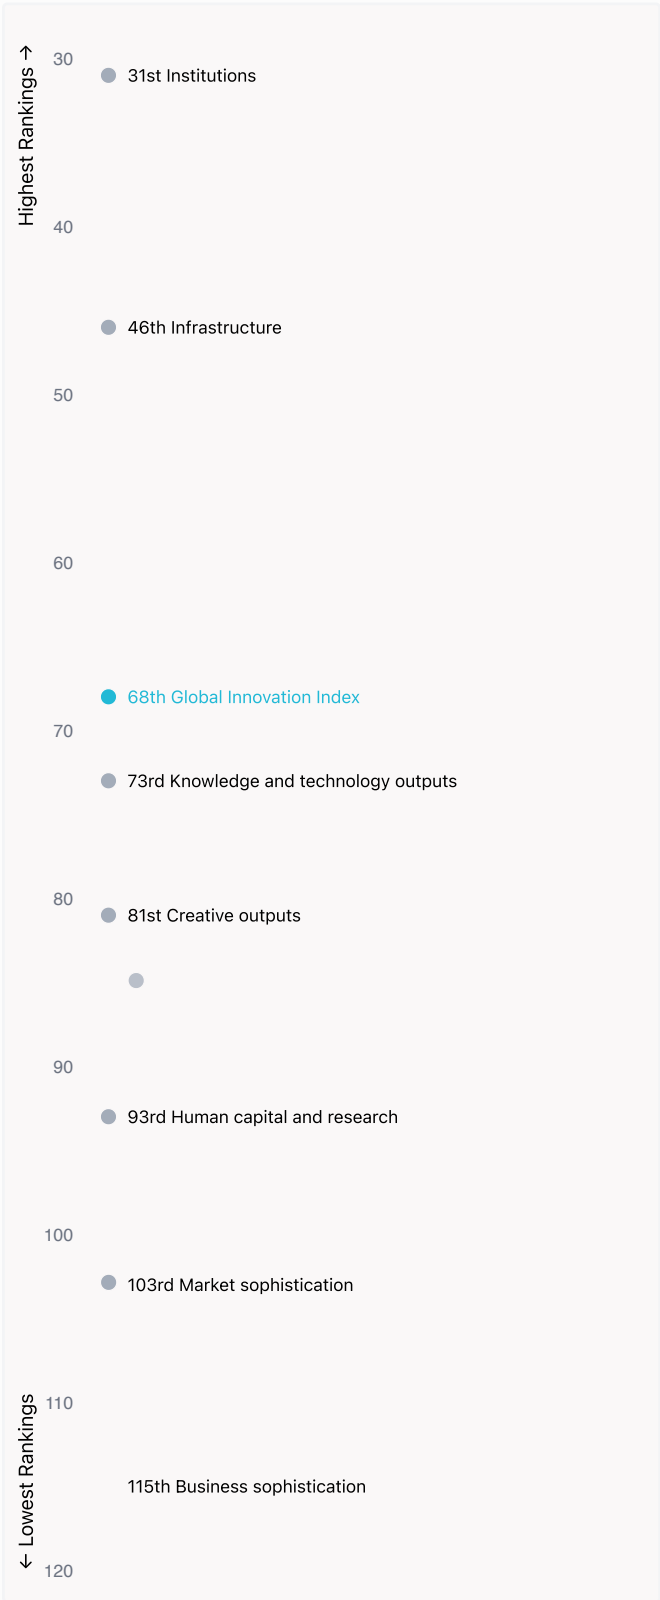 Highest Rankings →
30
31st Institutions
40
46th Infrastructure
50
60
68th Global Innovation Index
70
73rd Knowledge and technology outputs
80
81st Creative outputs
90
93rd Human capital and research
100
103rd Market sophistication
110
115th Business sophistication
120
← Lowest Rankings